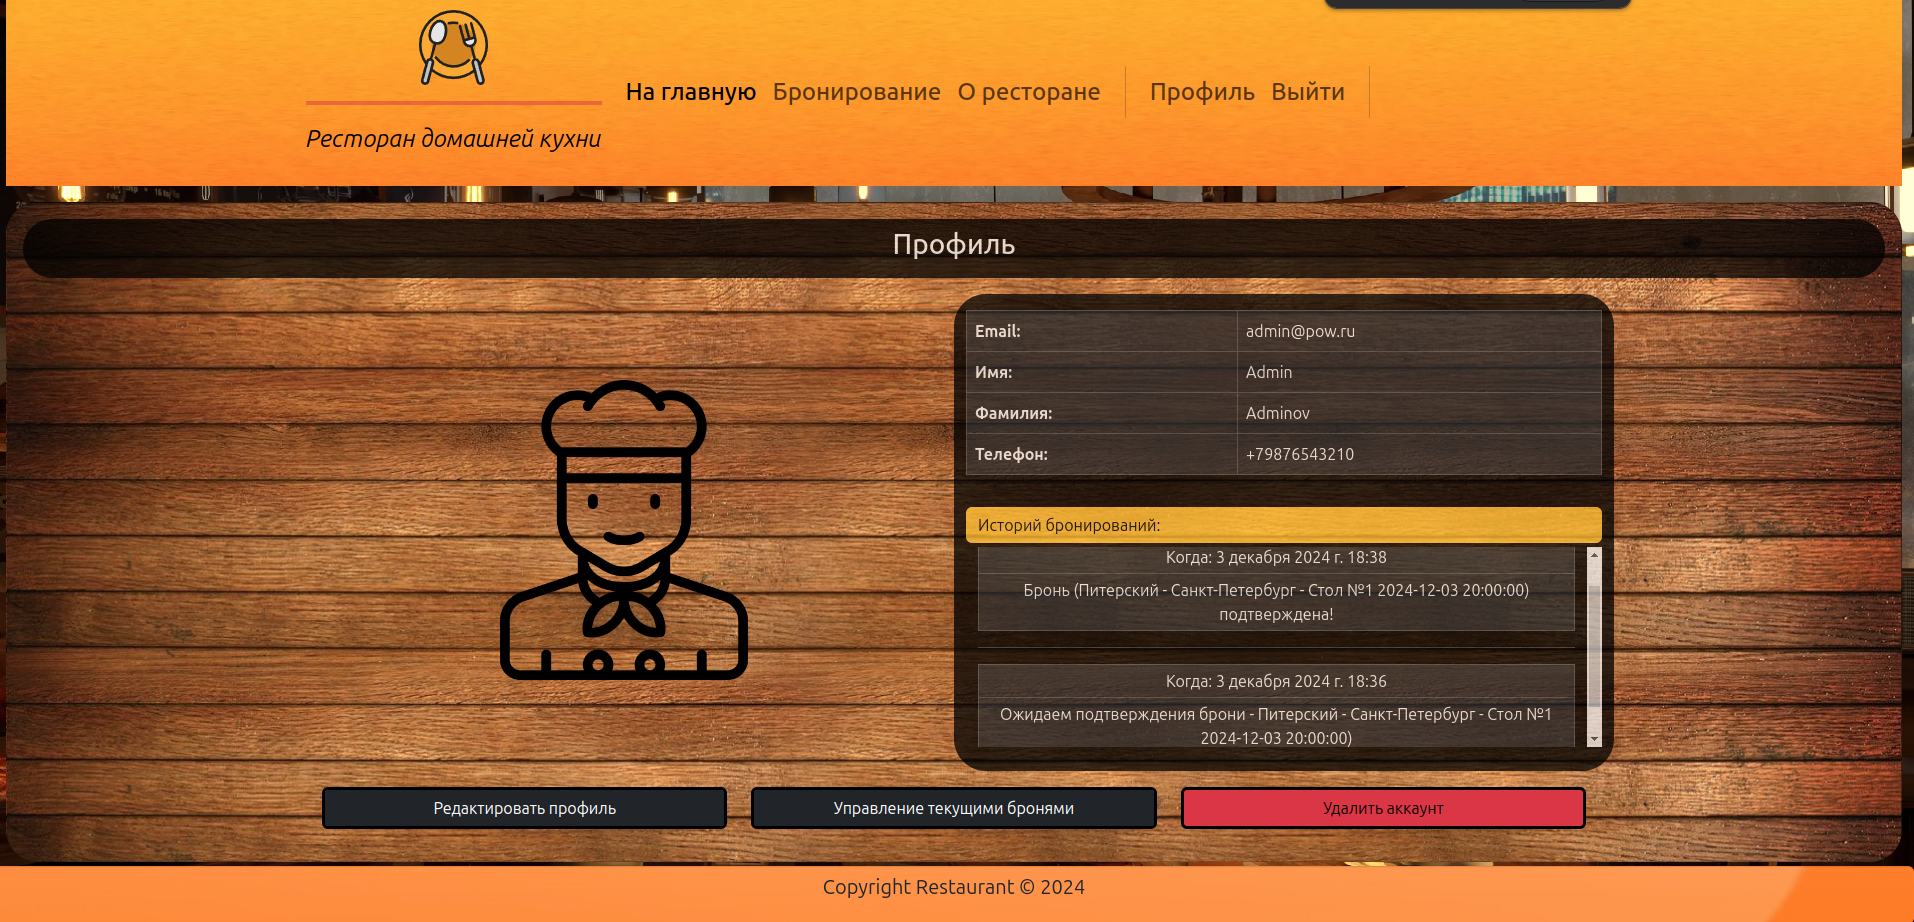 На главную Бронирование О ресторане Профиль Выйти
Ресторан домашней кухни
Профиль
Email: admin@pow.ru
Имя: Admin
Фамилия: Adminov
Телефон: +79876543210
Историй бронирований:
Когда: 3 декабря 2024 г. 18:38
Бронь (Питерский - Санкт-Петербург - Стол №1 2024-12-03 20:00:00)
подтверждена!
Когда: 3 декабря 2024 г. 18:36
Ожидаем подтверждения брони - Питерский - Санкт-Петербург - Стол №1
2024-12-03 20:00:00)
Редактировать профиль Управление текущими бронями Удалить аккаунт
Copyright Restaurant © 2024